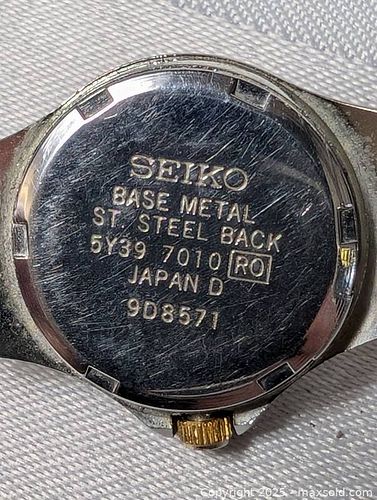 SEIKO
BASE METAL
ST. STEEL BACK
5Y39 7010 RO
JAPAN D
9D8571
Copyright 2025 - maxsold.com